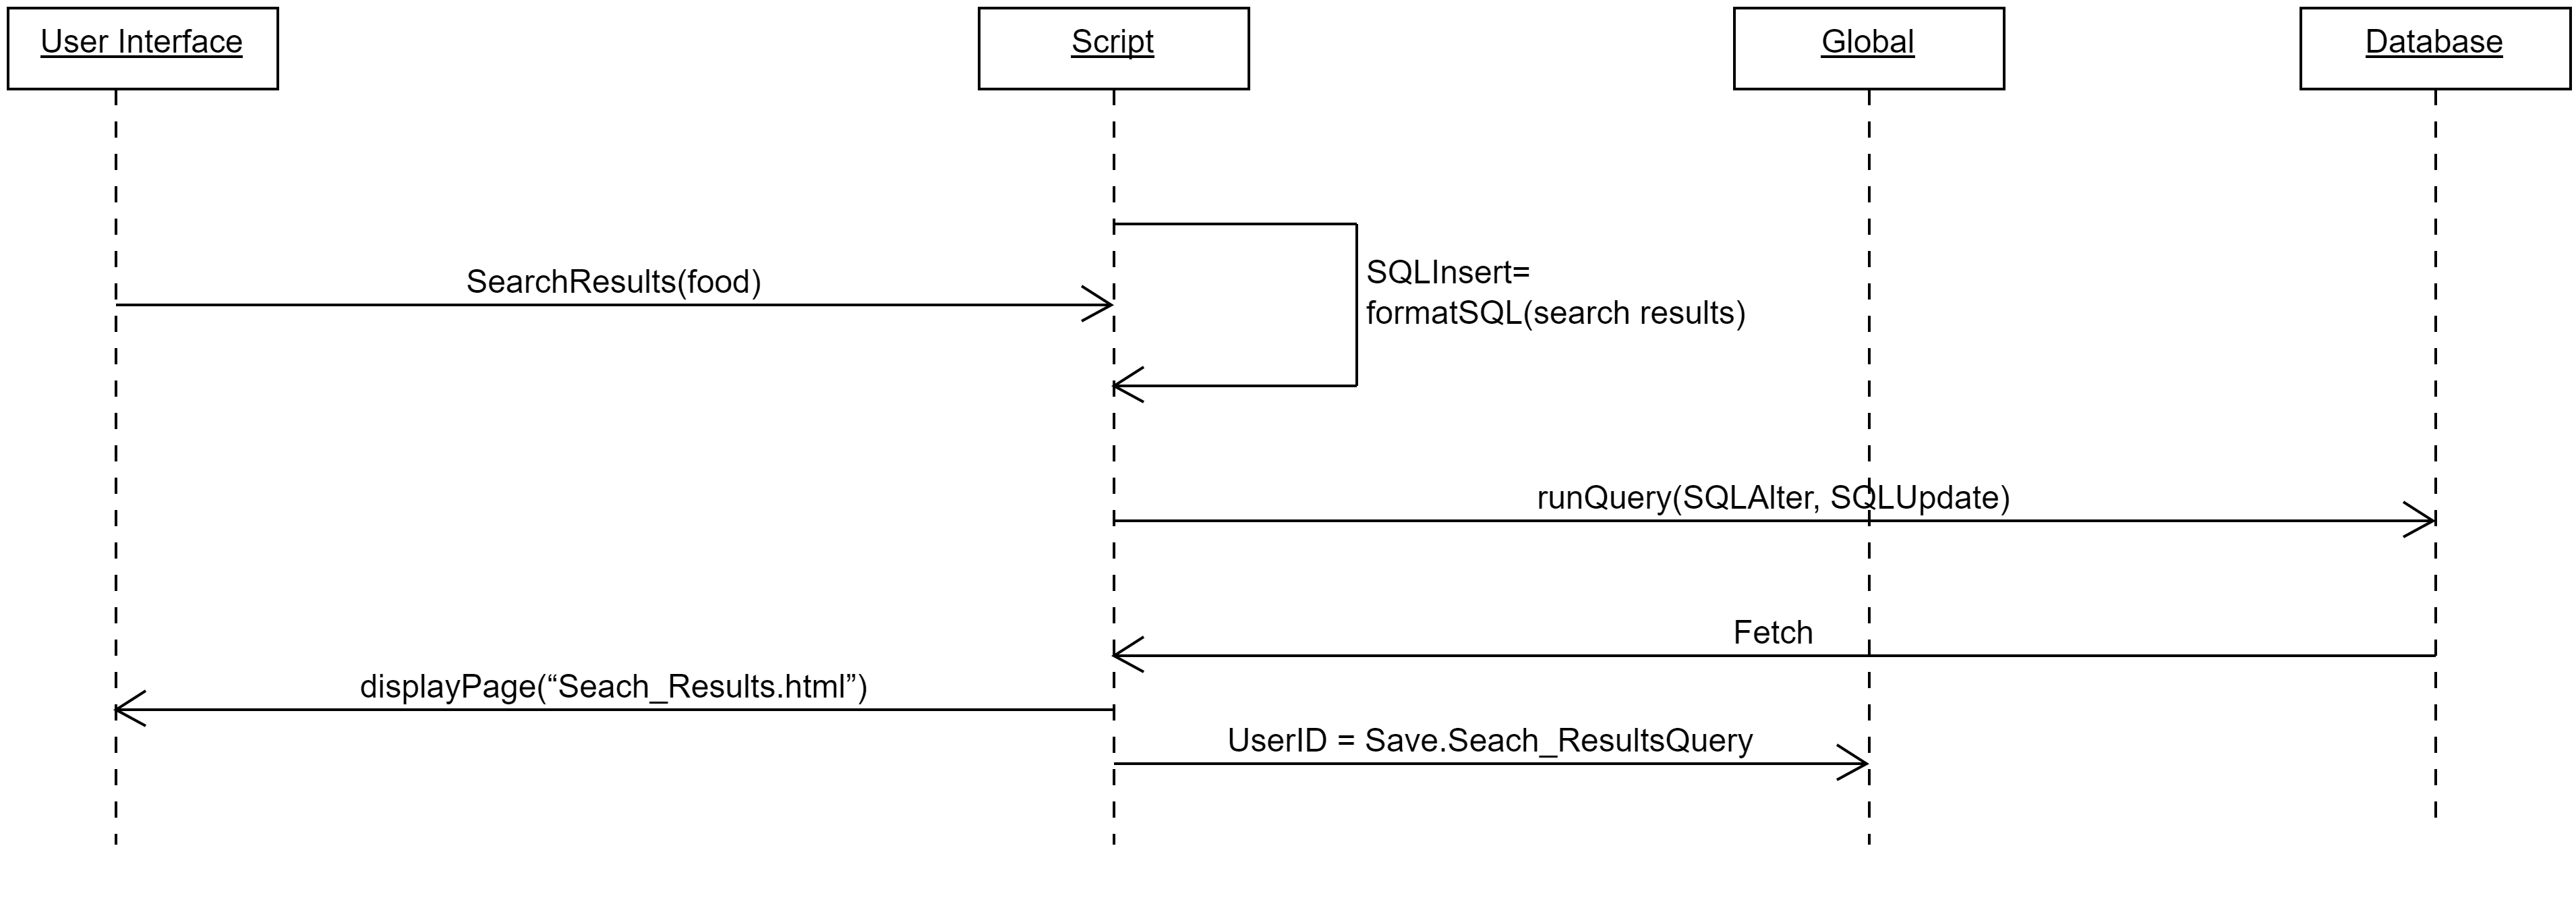 User Interface
Script
Global
Database
SearchResults(food)
SQLInsert=
formatSQL(search results)
runQuery(SQLAlter, SQLUpdate)
Fetch
displayPage(“Seach_Results.html”)
UserID = Save.Seach_ResultsQuery